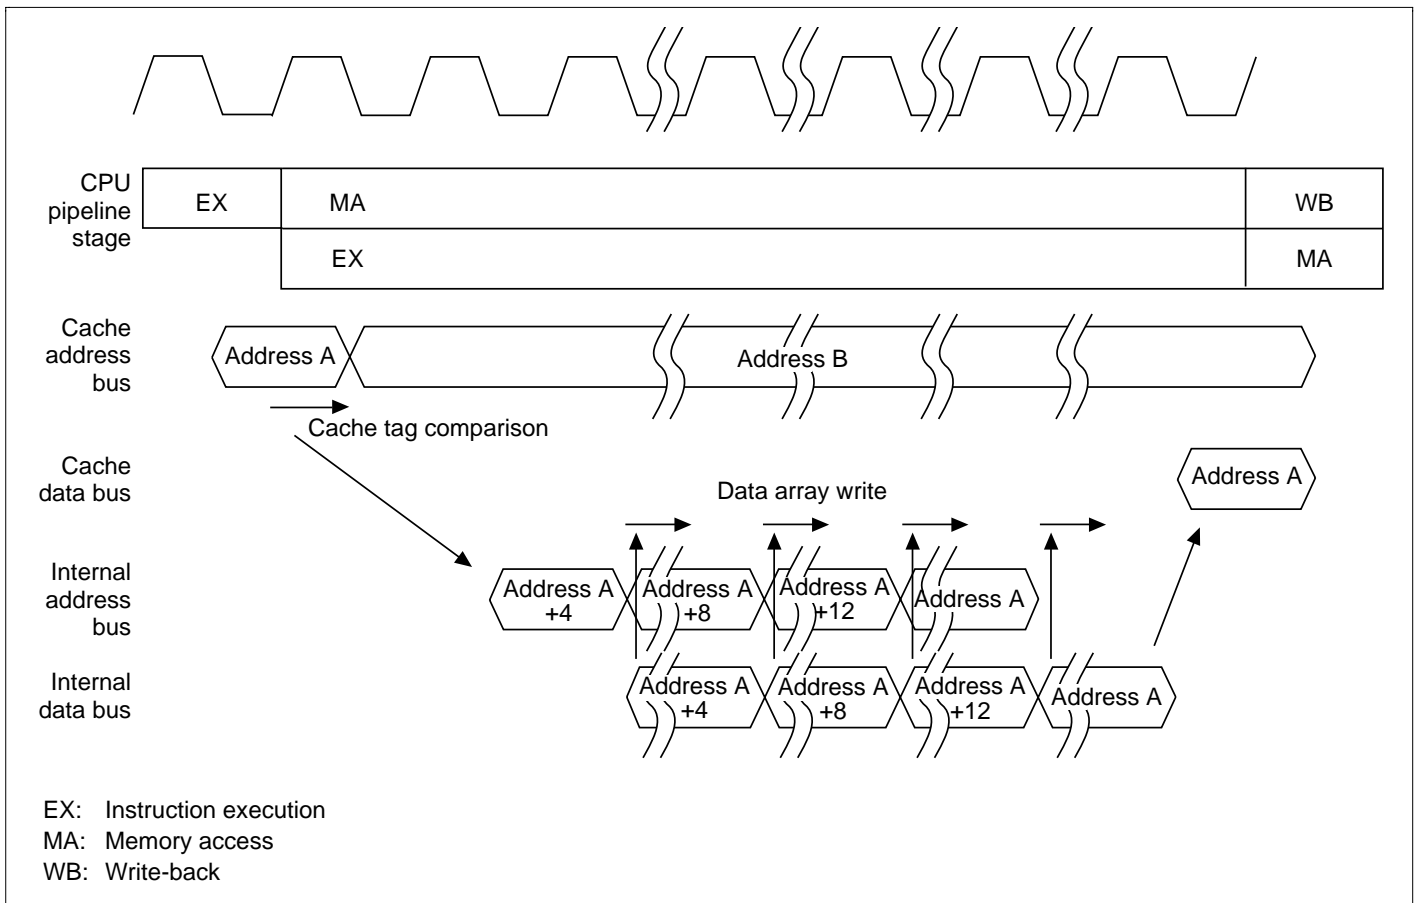 CPU
pipeline
stage
EX
MA
WB
EX
MA
Cache
address
bus
Address A
Address B
Cache tag comparison
Cache
data bus
Address A
Data array write
Internal
address
bus
Address A
+4
Address A
+8
Address A
+12
Address A
Internal
data bus
Address A
+4
Address A
+8
Address A
+12
Address A
EX: Instruction execution
MA: Memory access
WB: Write-back